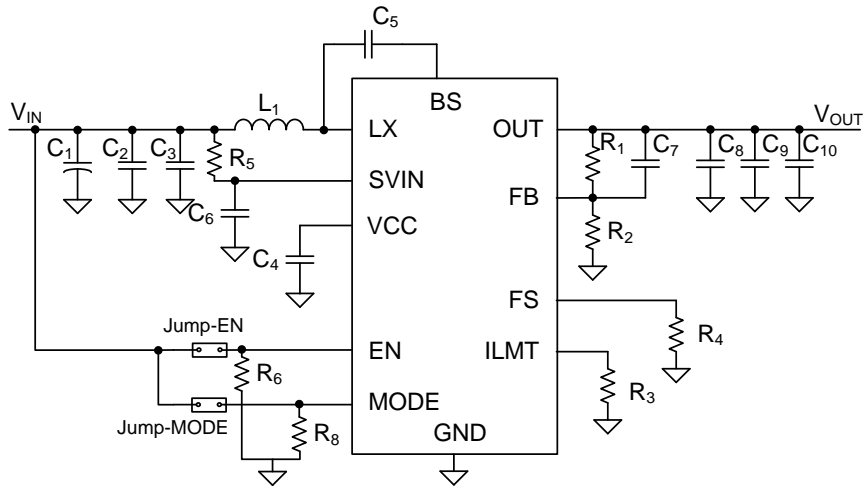 C5
BS
VIN
L1
LX
OUT
VOUT
C1
C2
C3
R5
R1
C7
C8
C9
C10
SVIN
FB
C6
VCC
R2
C4
FS
Jump-EN
EN
ILMT
R4
R6
R3
MODE
Jump-MODE
R8
GND